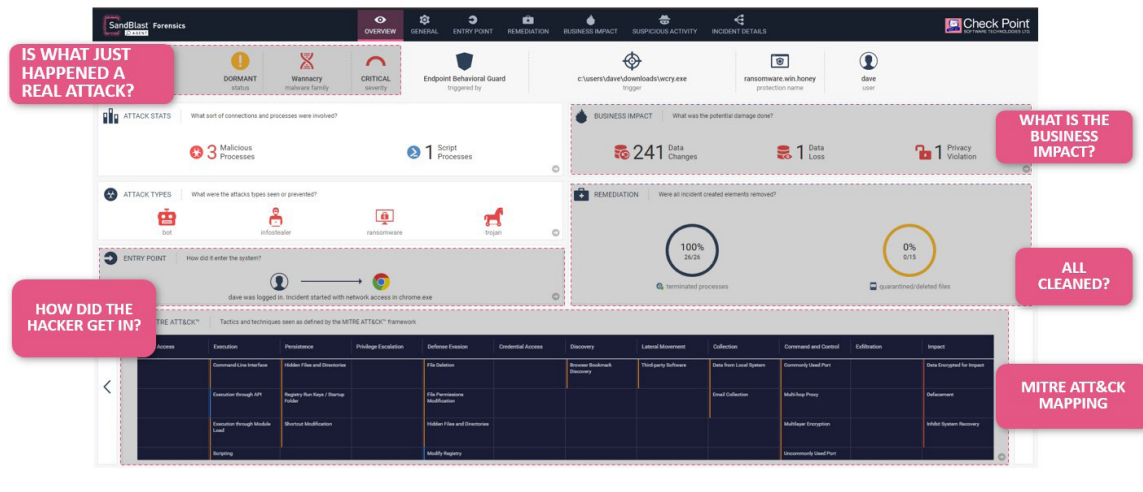 SandBlast Forensics
AGENT
OVERVIEW
GENERAL
ENTRY POINT
REMEDIATION
BUSINESS IMPACT
SUSPICIOUS ACTIVITY
INCIDENT DETAILS
Check Point
SOFTWARE TECHNOLOGIES LTD.
IS WHAT JUST
HAPPENED A
REAL ATTACK?
DORMANT
status
Wannacry
malware family
CRITICAL
severity
Endpoint Behavioral Guard
triggered by
c:\users\dave\downloads\wcry.exe
trigger
ransomware.win.honey
protection name
dave
user
ATTACK STATS
What sort of connections and processes were involved?
3 Malicious
Processes
1 Script
Processes
BUSINESS IMPACT
What was the potential damage done?
241 Data
Changes
1 Data
Loss
1 Privacy
Violation
WHAT IS THE
BUSINESS
IMPACT?
ATTACK TYPES
What were the attacks types seen or prevented?
bot
infostealer
ransomware
trojan
REMEDIATION
Were all incident created elements removed?
100%
26/26
terminated processes
0%
0/15
quarantined/deleted files
ALL
CLEANED?
ENTRY POINT
How did it enter the system?
dave was logged in. Incident started with network access in chrome.exe
HOW DID THE
HACKER GET IN?
TRE ATT&CK™
Tactics and techniques seen as defined by the MITRE ATT&CK™ framework
Access
Execution
Persistence
Privilege Escalation
Defense Evasion
Credential Access
Discovery
Lateral Movement
Collection
Command and Control
Exfiltration
Impact
Command-Line Interface
Hidden Files and Directories
File Deletion
Browser Bookmark
Discovery
Third-party Software
Data from Local System
Commonly Used Port
Data Encrypted for Impact
Execution through API
Registry Run Keys / Startup
Folder
File Permissions
Modification
Email Collection
Multi-hop Proxy
Defacement
Execution through Module
Load
Shortcut Modification
Hidden Files and Directories
Multilayer Encryption
Inhibit System Recovery
Scripting
Modify Registry
Uncommonly Used Port
MITRE ATT&CK
MAPPING